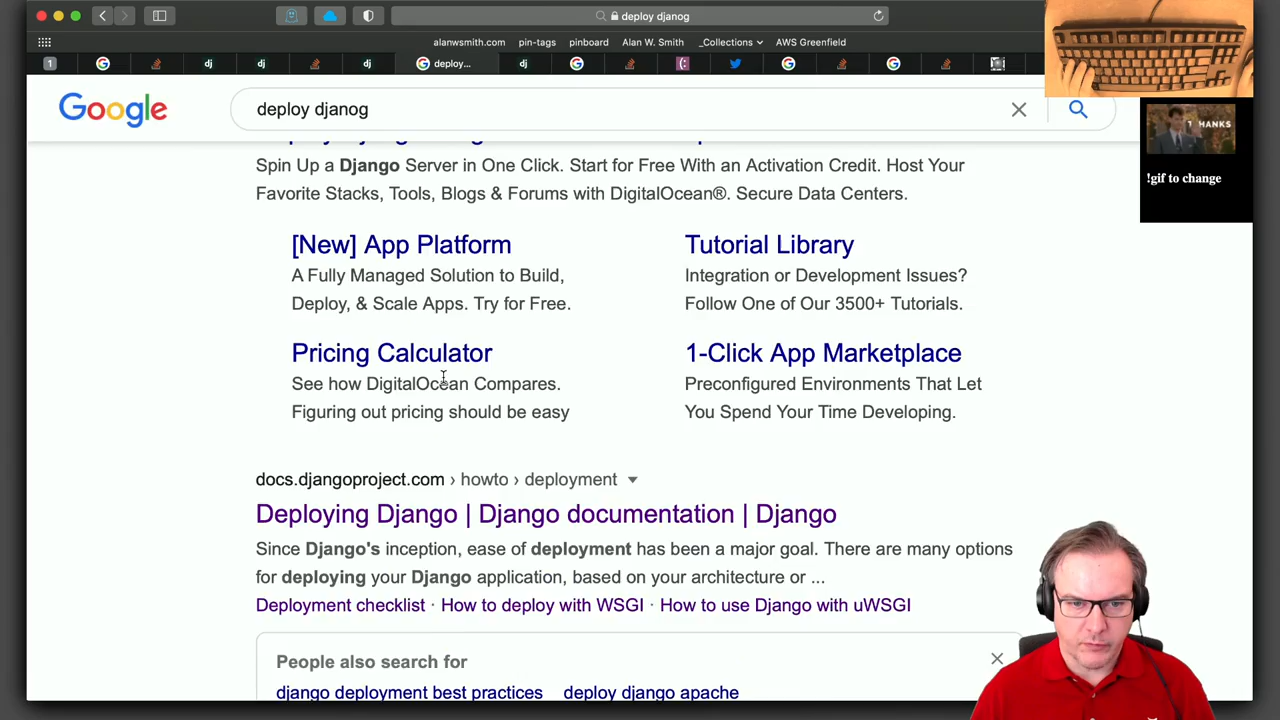 deploy djanog
alanwsmith.com pin-tags pinboard Alan W. Smith _Collections AWS Greenfield
1 dj dj dj deploy... dj
Google
deploy djanog
THANKS
!gif to change
Spin Up a Django Server in One Click. Start for Free With an Activation Credit. Host Your
Favorite Stacks, Tools, Blogs & Forums with DigitalOcean®. Secure Data Centers.
[New] App Platform
A Fully Managed Solution to Build,
Deploy, & Scale Apps. Try for Free.
Tutorial Library
Integration or Development Issues?
Follow One of Our 3500+ Tutorials.
Pricing Calculator
See how DigitalOcean Compares.
Figuring out pricing should be easy
1-Click App Marketplace
Preconfigured Environments That Let
You Spend Your Time Developing.
docs.djangoproject.com › howto › deployment
Deploying Django | Django documentation | Django
Since Django's inception, ease of deployment has been a major goal. There are many options
for deploying your Django application, based on your architecture or ...
Deployment checklist · How to deploy with WSGI · How to use Django with uWSGI
People also search for
django deployment best practices deploy django apache